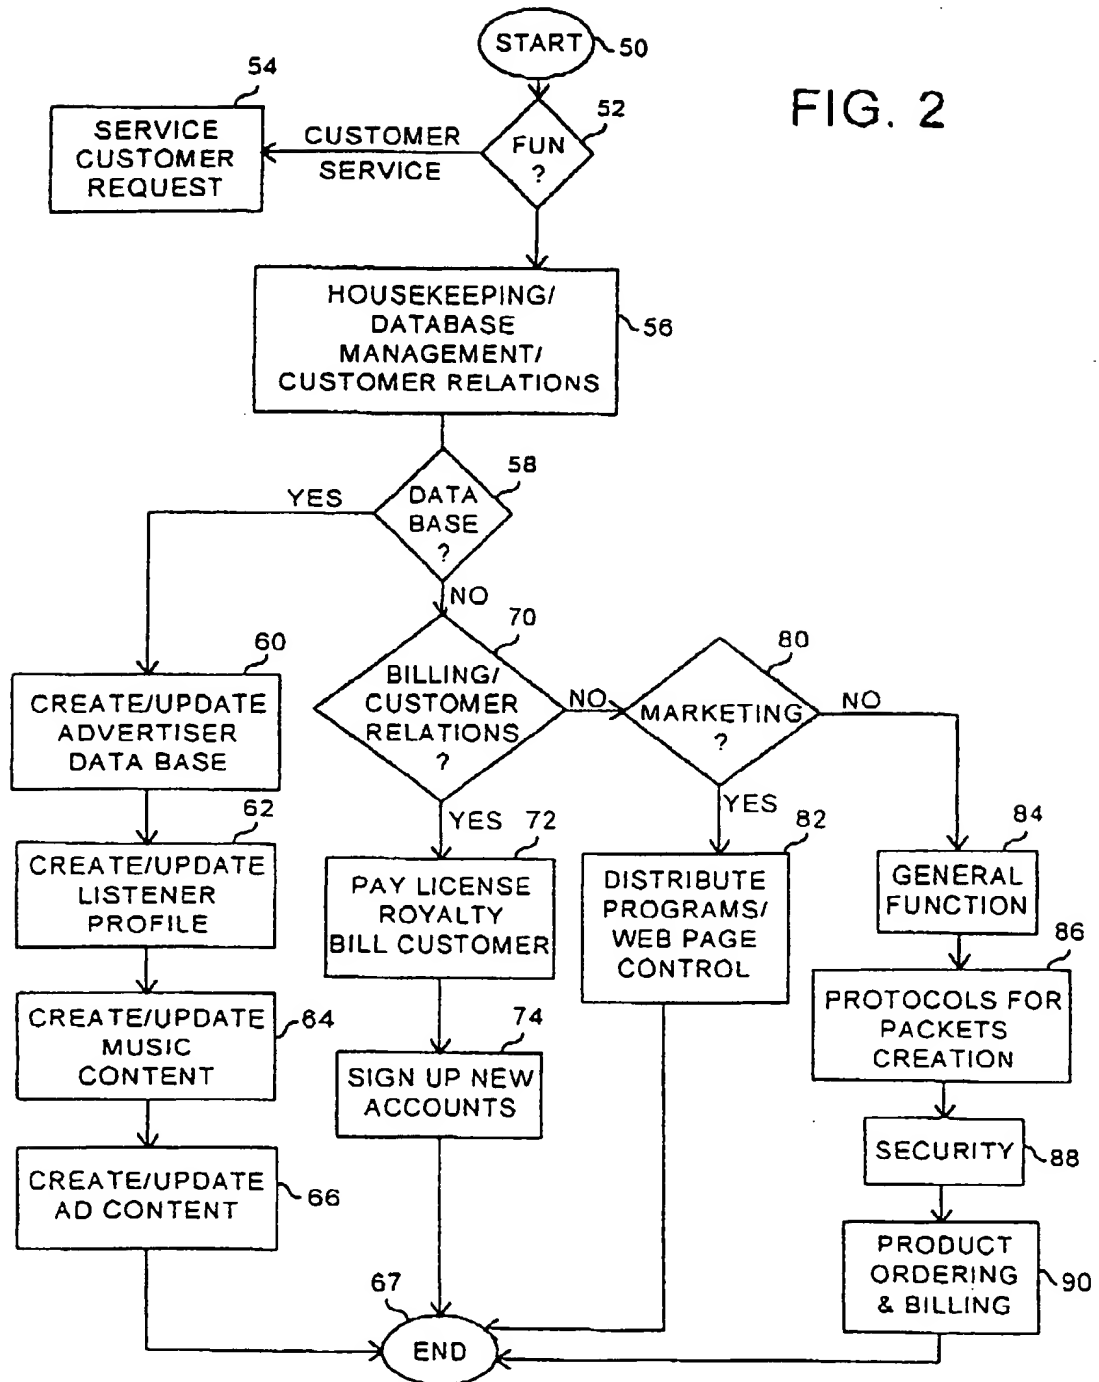 START
50
FIG. 2
54
52
SERVICE
CUSTOMER
REQUEST
CUSTOMER
SERVICE
FUN
?
HOUSEKEEPING/
DATABASE
MANAGEMENT/
CUSTOMER RELATIONS
56
58
YES
DATA
BASE
?
NO
70
80
60
BILLING/
CUSTOMER
RELATIONS
?
NO
MARKETING
?
NO
CREATE/UPDATE
ADVERTISER
DATA BASE
62
YES
72
YES
82
84
CREATE/UPDATE
LISTENER
PROFILE
PAY LICENSE
ROYALTY
BILL CUSTOMER
DISTRIBUTE
PROGRAMS/
WEB PAGE
CONTROL
GENERAL
FUNCTION
86
CREATE/UPDATE
MUSIC
CONTENT
64
74
PROTOCOLS FOR
PACKETS
CREATION
SIGN UP NEW
ACCOUNTS
SECURITY
88
CREATE/UPDATE
AD CONTENT
66
PRODUCT
ORDERING
& BILLING
90
67
END